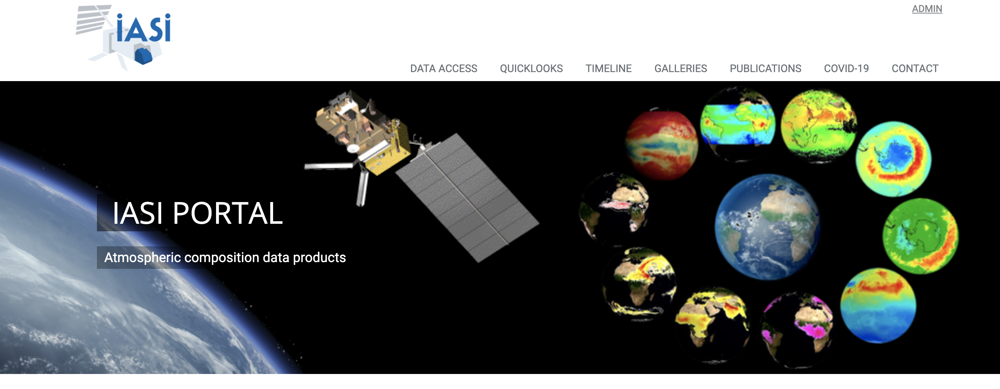 iASi
ADMIN
DATA ACCESS QUICKLOOKS TIMELINE GALLERIES PUBLICATIONS COVID-19 CONTACT
IASI PORTAL
Atmospheric composition data products